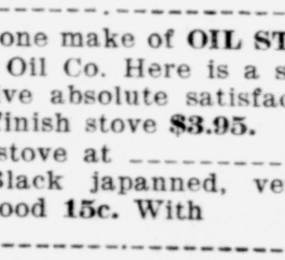 one make of OIL ST
Oil Co. Here is a s
ve absolute satisfac
finish stove $3.95.
stove at
Black japanned, ve
ood 15c. With